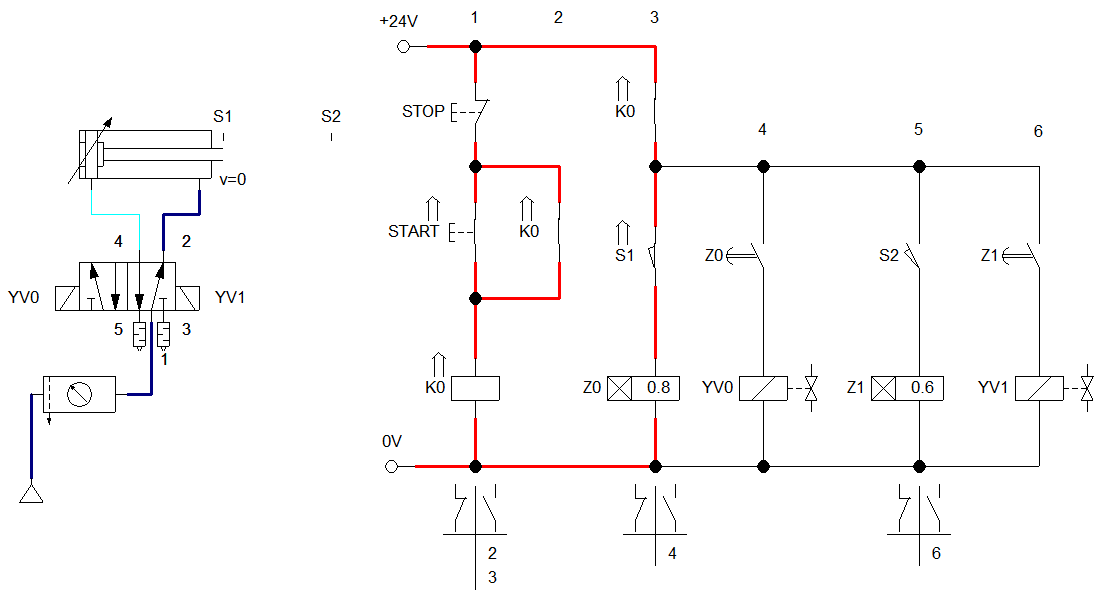 +24V 1 2 3
S1 S2 STOP K0
4 5 6
v=0
4 2 START K0 S1 Z0 S2 Z1
YV0 YV1
5 3
1
K0 Z0 0.8 YV0 Z1 0.6 YV1
0V
2 4 6
3